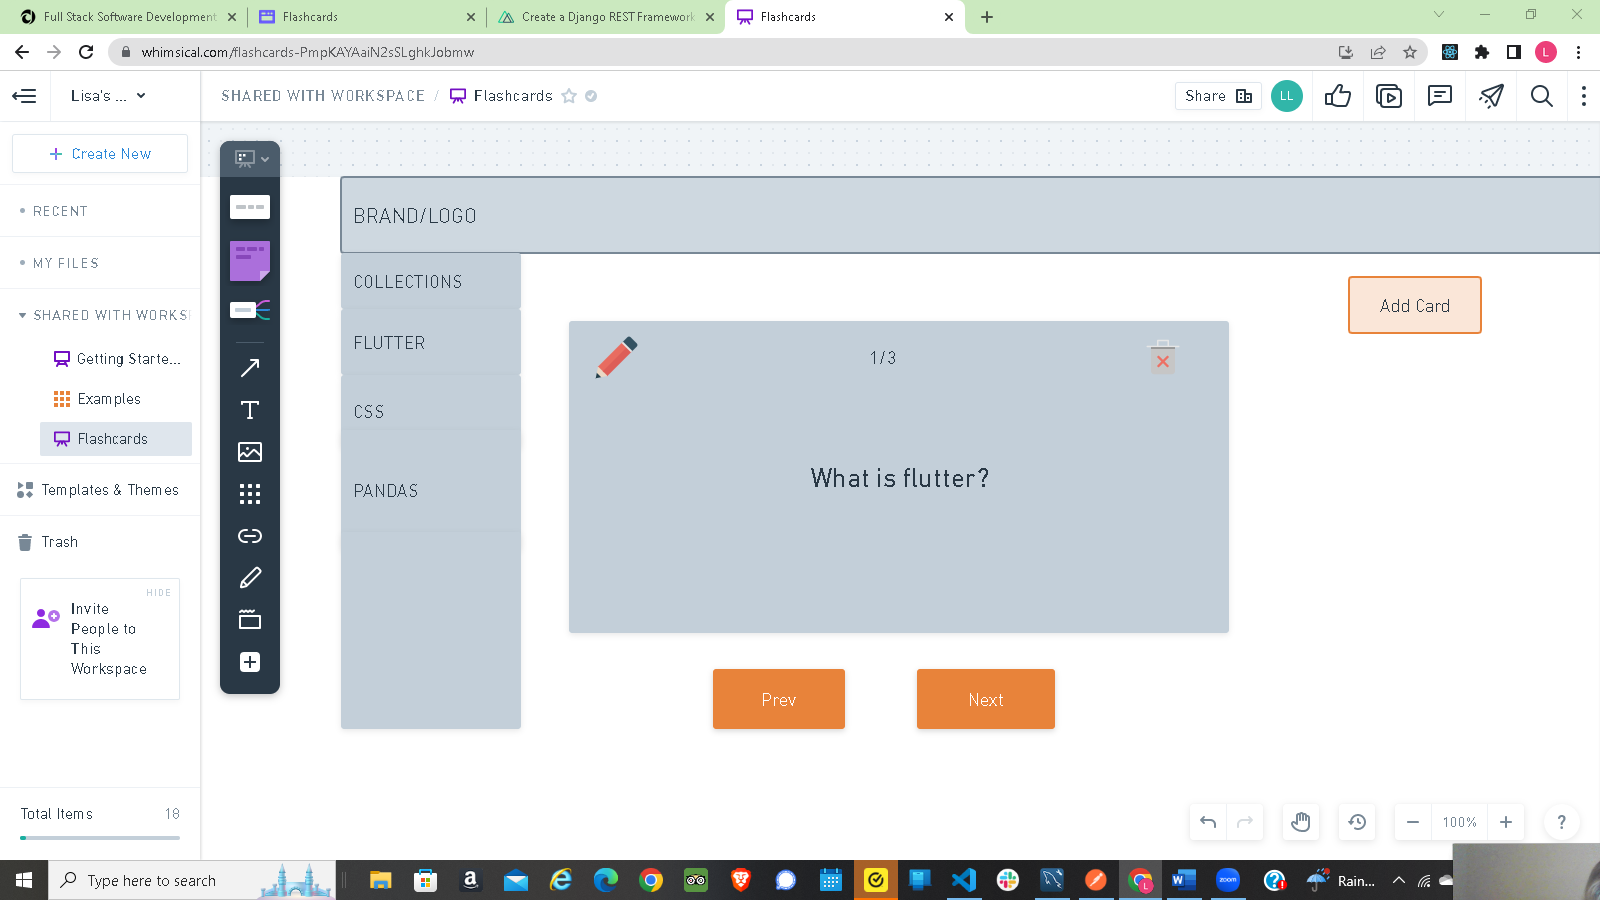 Full Stack Software Development
Flashcards
Create a Django REST Framework
Flashcards
whimsical.com/flashcards-PmpKAYAaiN2sSLghkJobmw
L
Lisa's ...
SHARED WITH WORKSPACE / Flashcards
Share
LL
Create New
RECENT
MY FILES
SHARED WITH WORKS
Getting Starte...
Examples
Flashcards
Templates & Themes
Trash
HIDE
Invite
People to
This
Workspace
Total Items 18
BRAND/LOGO
COLLECTIONS
FLUTTER
CSS
PANDAS
Add Card
1/3
What is flutter?
Prev
Next
100%
?
Type here to search
zoom
Rain...